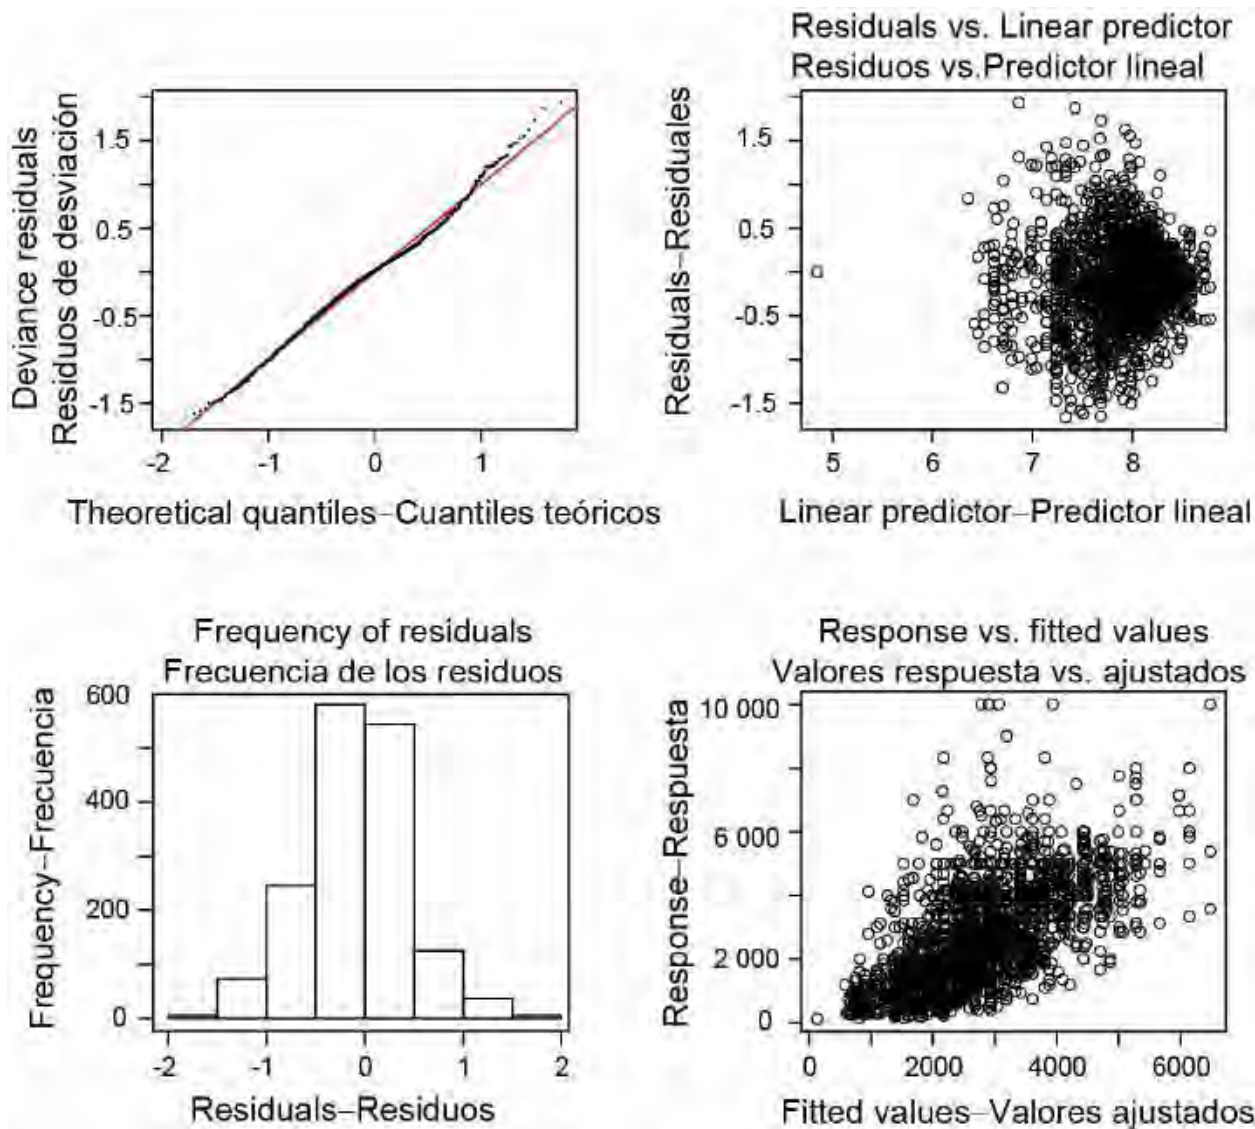 Deviance residuals
Residuos de desviación
1.5
0.5
-0.5
-1.5
-2
-1
0
1
Theoretical quantiles–Cuantiles teóricos
Residuals vs. Linear predictor
Residuos vs.Predictor lineal
Residuals–Residuales
1.5
0.5
-0.5
-1.5
5
6
7
8
Linear predictor–Predictor lineal
Frequency of residuals
Frecuencia de los residuos
Frequency–Frecuencia
600
400
200
0
-2
-1
0
1
2
Residuals–Residuos
Response vs. fitted values
Valores respuesta vs. ajustados
Response–Respuesta
10 000
6 000
2 000
0
0
2000
4000
6000
Fitted values–Valores ajustados